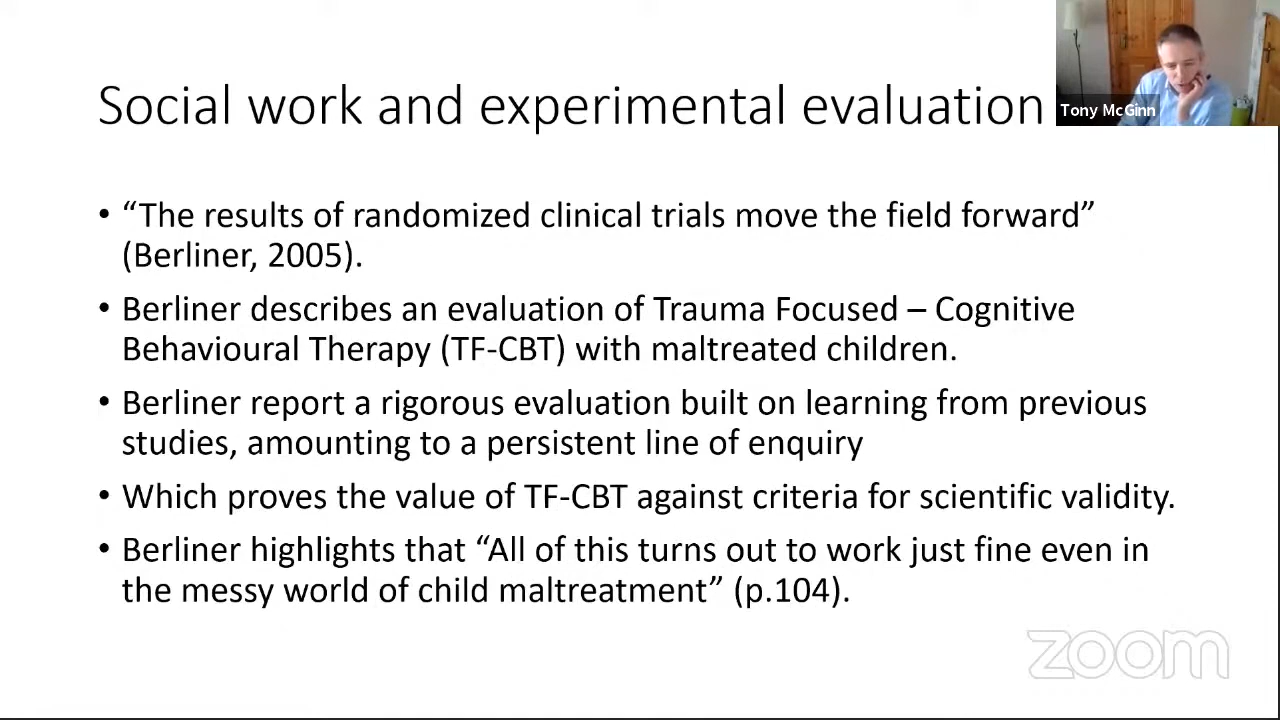 Social work and experimental evaluation
Tony McGinn
• “The results of randomized clinical trials move the field forward”
(Berliner, 2005).
• Berliner describes an evaluation of Trauma Focused – Cognitive
Behavioural Therapy (TF-CBT) with maltreated children.
• Berliner report a rigorous evaluation built on learning from previous
studies, amounting to a persistent line of enquiry
• Which proves the value of TF-CBT against criteria for scientific validity.
• Berliner highlights that “All of this turns out to work just fine even in
the messy world of child maltreatment” (p.104).
zoom